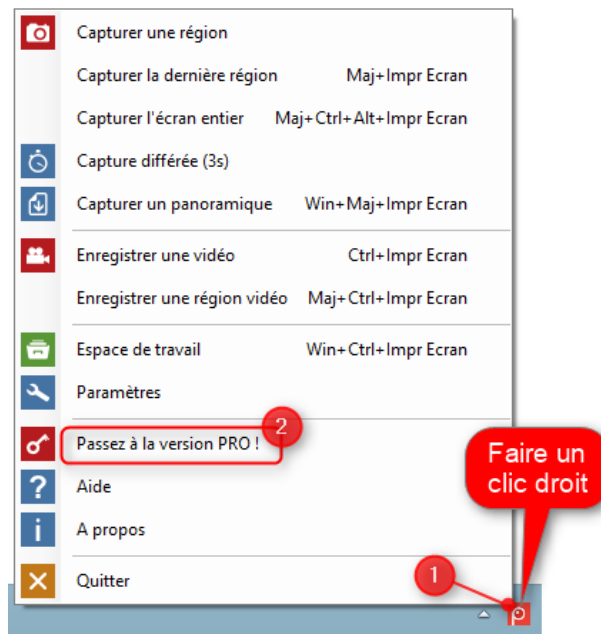 Capturer une région
Capturer la dernière région Maj+Impr Ecran
Capturer l'écran entier Maj+Ctrl+Alt+Impr Ecran
Capture différée (3s)
Capturer un panoramique Win+Maj+Impr Ecran
Enregistrer une vidéo Ctrl+Impr Ecran
Enregistrer une région vidéo Maj+Ctrl+Impr Ecran
Espace de travail Win+Ctrl+Impr Ecran
Paramètres
2
Passez à la version PRO !
Faire un
clic droit
? Aide
i A propos
Quitter
1